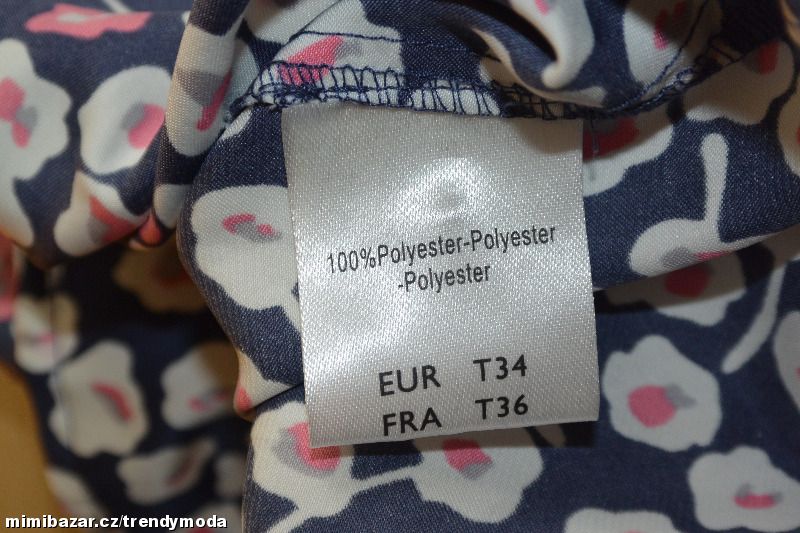 100%Polyester-Polyester
-Polyester
EUR T34
FRA T36
mimibazar.cz/trendymoda